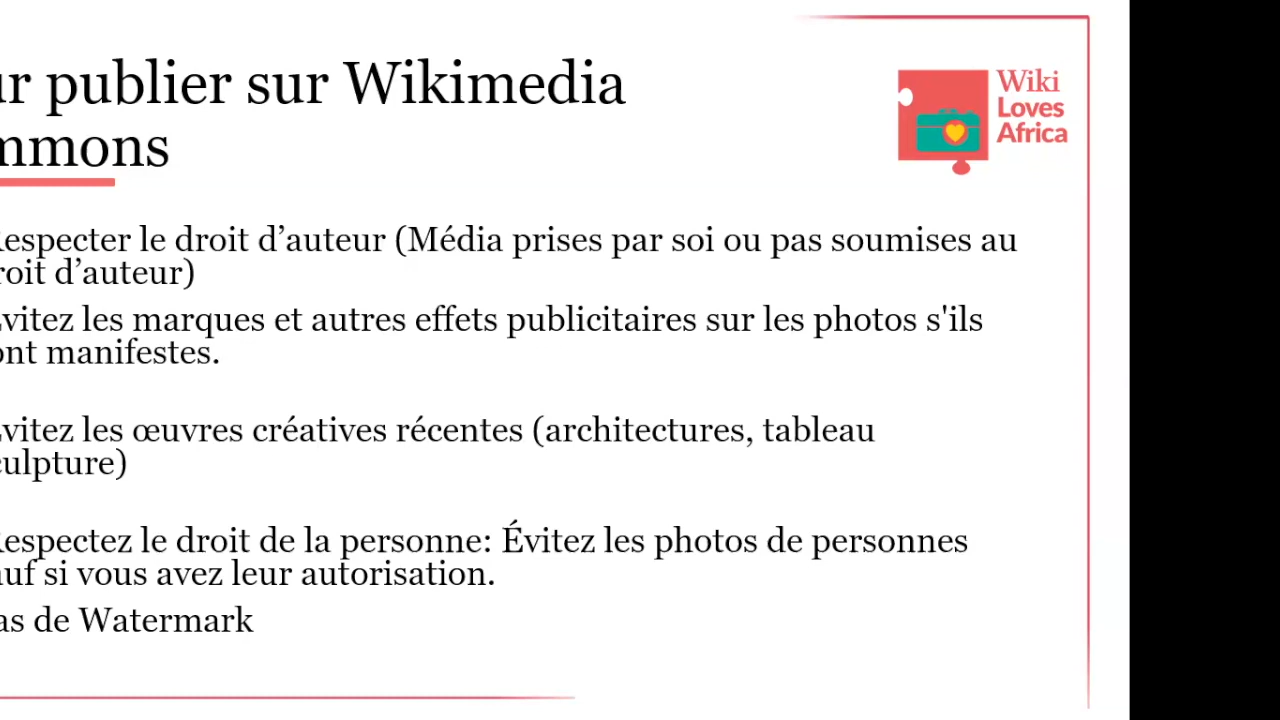 ur publier sur Wikimedia
mmons
Wiki
Loves
Africa
especter le droit d’auteur (Média prises par soi ou pas soumises au
roit d’auteur)
vitez les marques et autres effets publicitaires sur les photos s'ils
ont manifestes.
vitez les œuvres créatives récentes (architectures, tableau
culpture)
Respectez le droit de la personne: Évitez les photos de personnes
auf si vous avez leur autorisation.
as de Watermark